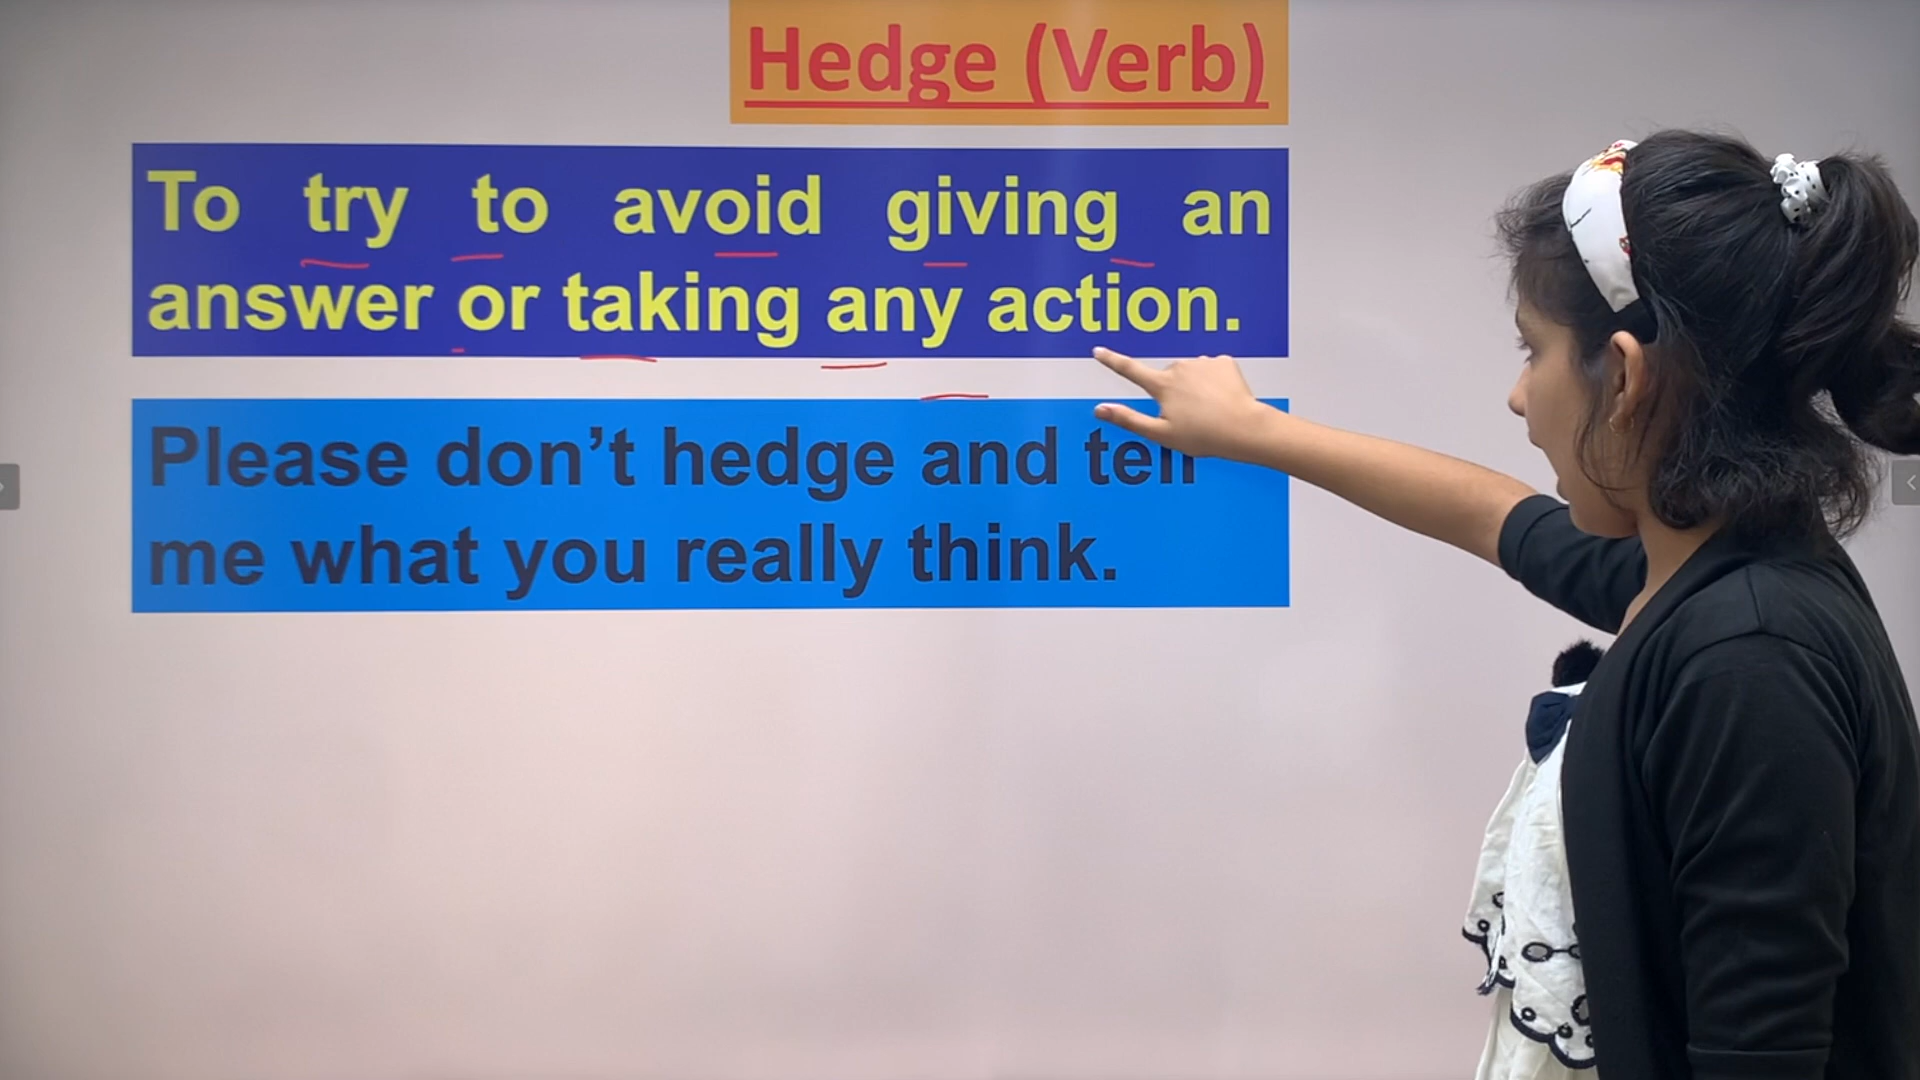 Hedge (Verb)
To try to avoid giving an
answer or taking any action.
Please don't hedge and tell
me what you really think.